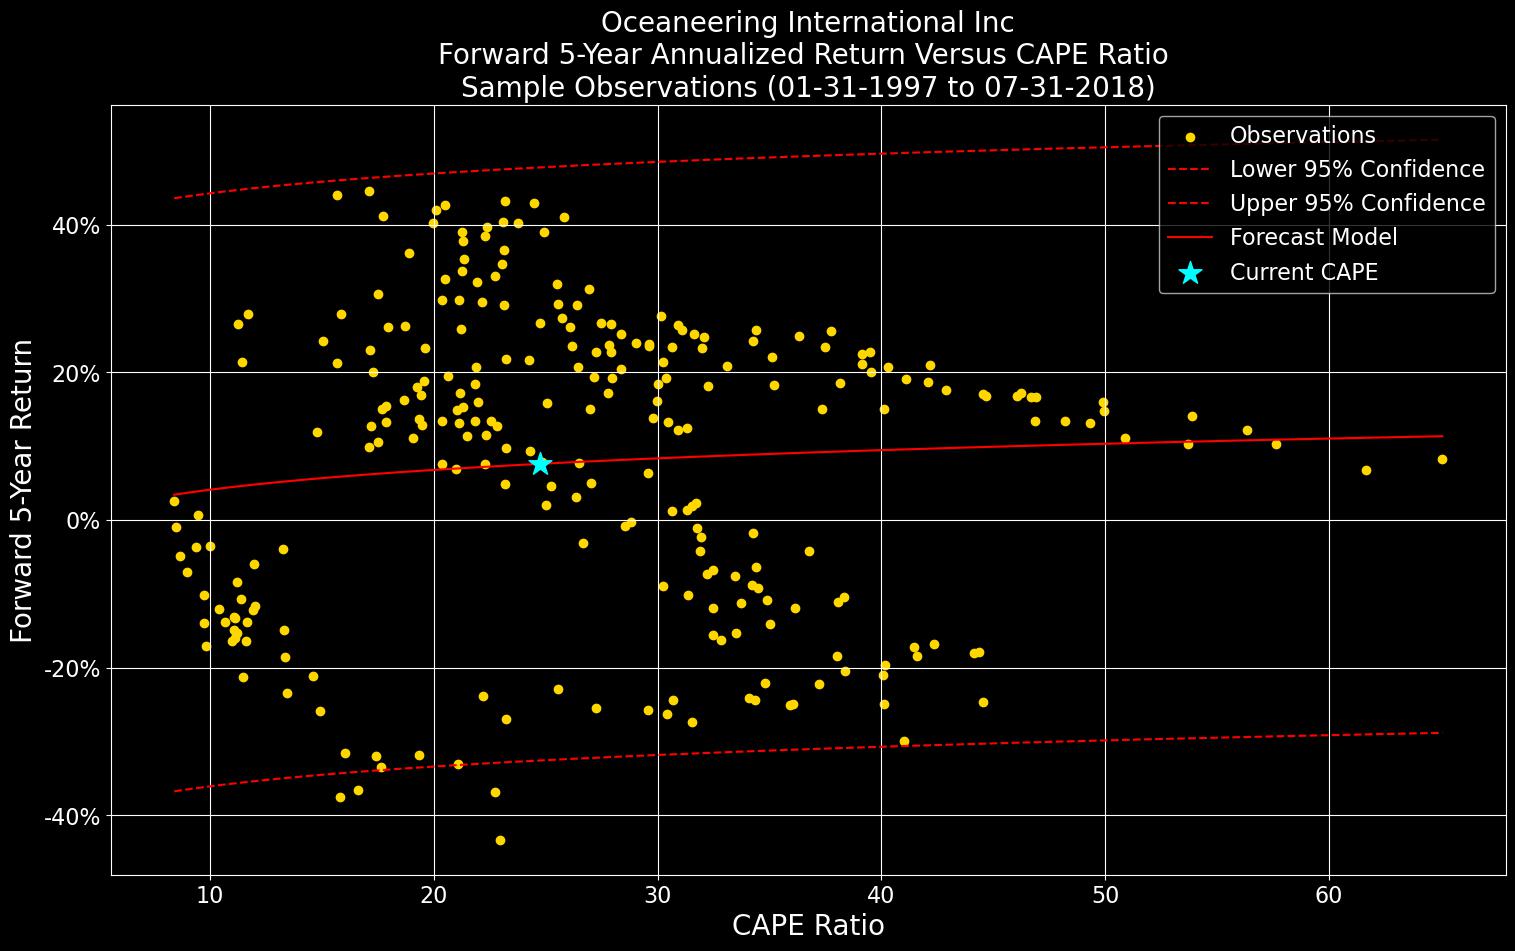 Oceaneering International Inc
Forward 5-Year Annualized Return Versus CAPE Ratio
Sample Observations (01-31-1997 to 07-31-2018)
Observations
Lower 95% Confidence
Upper 95% Confidence
Forecast Model
Current CAPE
Forward 5-Year Return
40%
20%
0%
-20%
-40%
10
20
30
40
50
60
CAPE Ratio